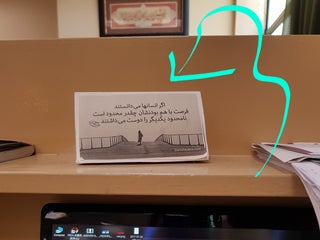 اگر انسانها می‌دانستند
فرصت با هم بودنشان چقدر محدود است
نامحدود یکدیگر را دوست می‌داشتند